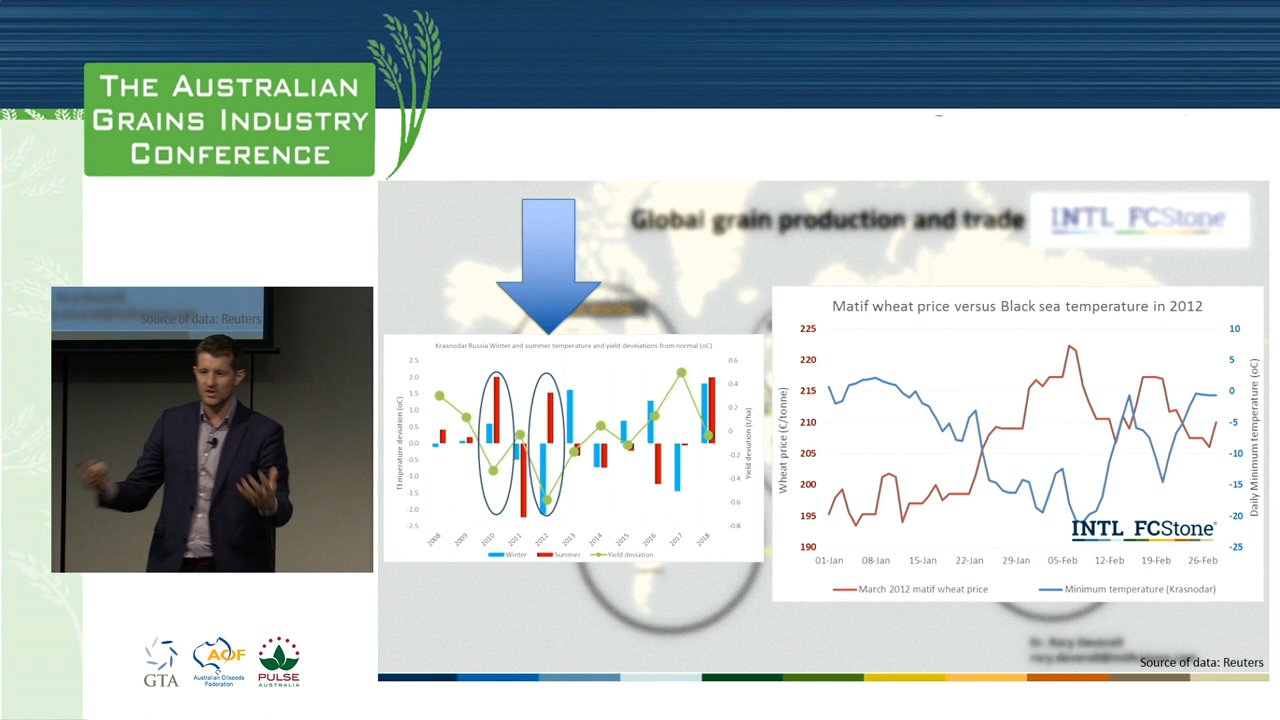 THE AUSTRALIAN
GRAINS INDUSTRY
CONFERENCE
Global grain production and trade
INTL FCStone
Source of data: Reuters
Krasnodar Russia Winter and summer temperature and yield deveiations from normal (oC)
TEmperature deviation (oC)
2.5
2.0
1.5
1.0
0.5
0.0
-0.5
-1.0
-1.5
-2.0
-2.5
0.6
0.4
0.2
0
-0.2
-0.4
-0.6
-0.8
Yield deviation (t/ha)
2008 2009 2010 2011 2012 2013 2014 2015 2016 2017 2018
Winter Summer Yield deviation
Matif wheat price versus Black sea temperature in 2012
Wheat price (€/tonne)
225
220
215
210
205
200
195
190
10
5
0
-5
-10
-15
-20
-25
Daily Minimum temperature (oC)
INTL FCStone
01-Jan 08-Jan 15-Jan 22-Jan 29-Jan 05-Feb 12-Feb 19-Feb 26-Feb
March 2012 matif wheat price Minimum temperature (Krasnodar)
Dr. Rory Deverell
Source of data: Reuters
GTA
AOF
Australian Oilseeds
Federation
PULSE
AUSTRALIA